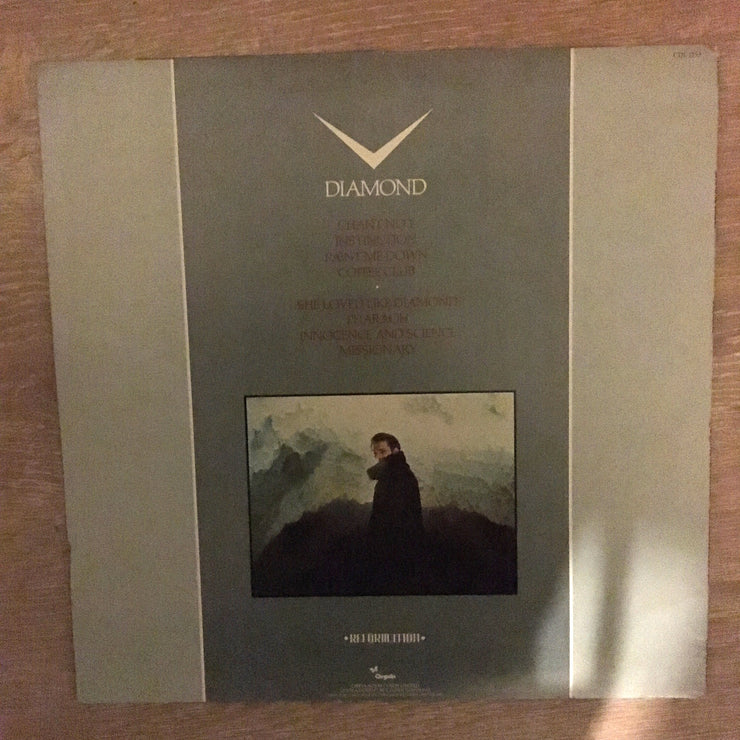 DIAMOND
CHANT NO 1
INSTINCTION
PAINT ME DOWN
COFFEE CLUB
SHE LOVED LIKE DIAMOND
PHARAOH
INNOCENCE AND SCIENCE
MISSIONARY
•REFORMATION•
Chrysalis